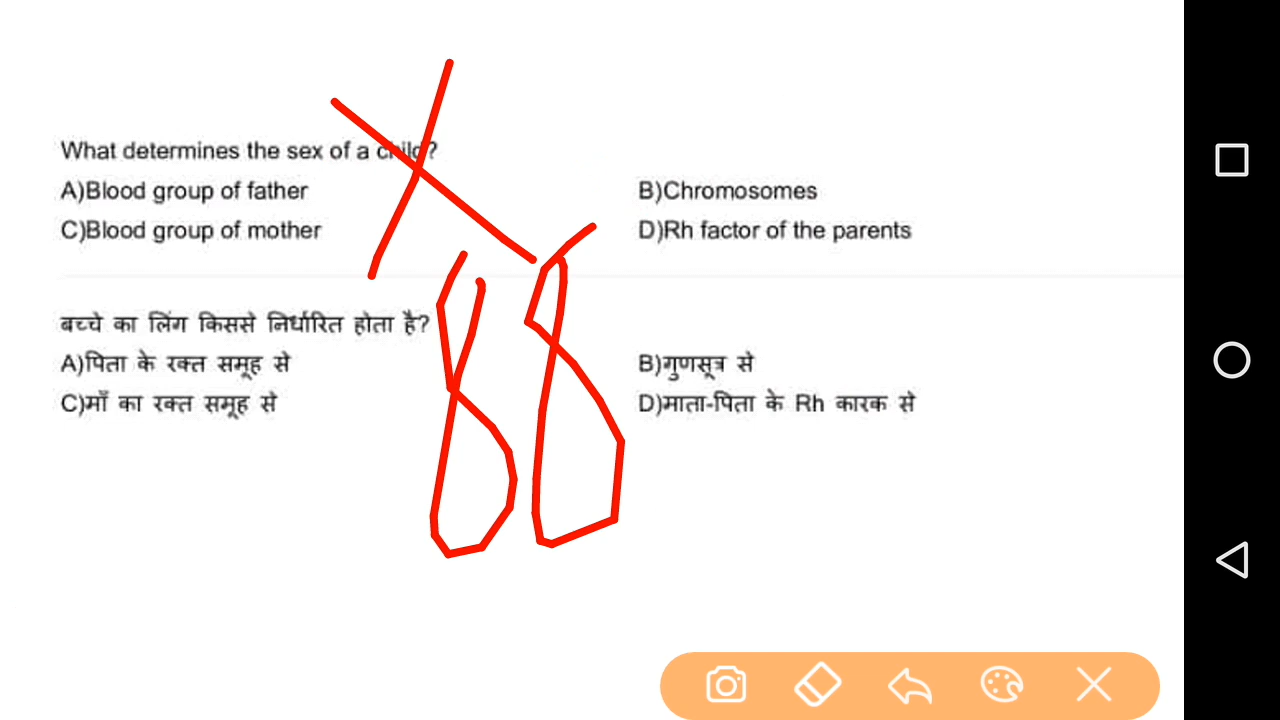 What determines the sex of a child?
A)Blood group of father B)Chromosomes
C)Blood group of mother D)Rh factor of the parents
बच्चे का लिंग किससे निर्धारित होता है?
A)पिता के रक्त समूह से B)गुणसूत्र से
C)माँ का रक्त समूह से D)माता-पिता के Rh कारक से